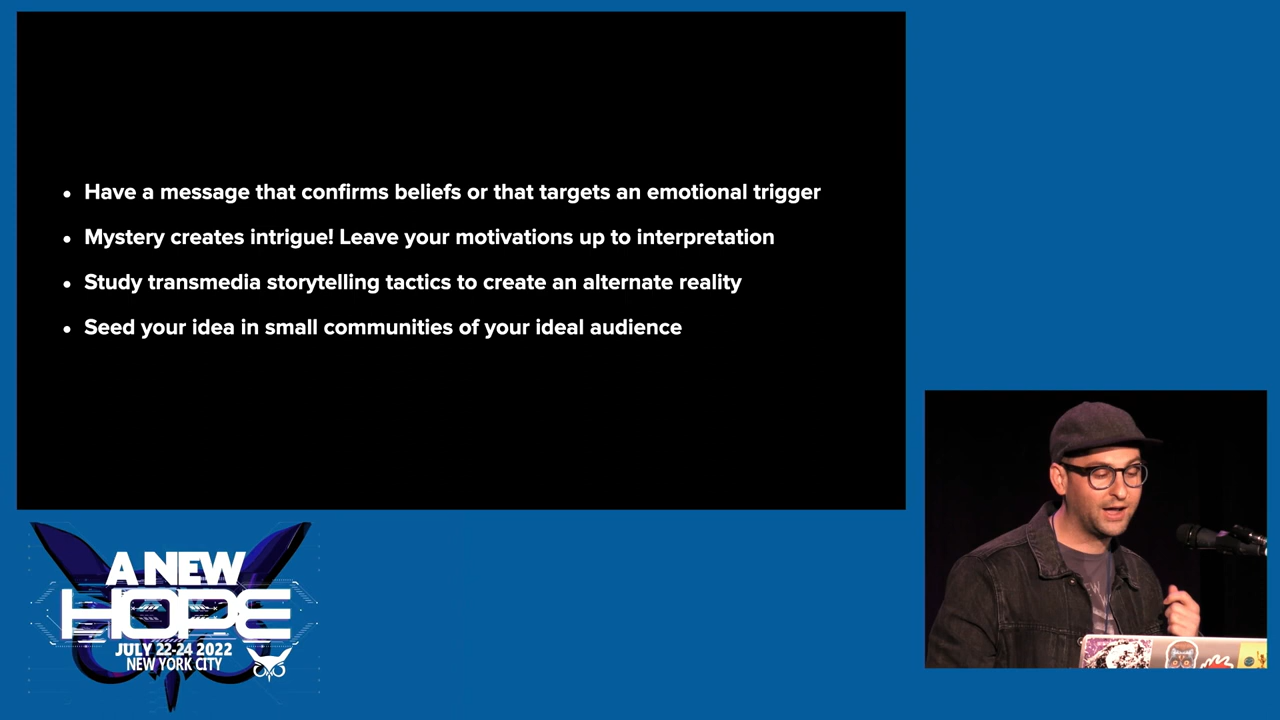 • Have a message that confirms beliefs or that targets an emotional trigger
• Mystery creates intrigue! Leave your motivations up to interpretation
• Study transmedia storytelling tactics to create an alternate reality
• Seed your idea in small communities of your ideal audience
A NEW
HOPE
JULY 22-24 2022
NEW YORK CITY